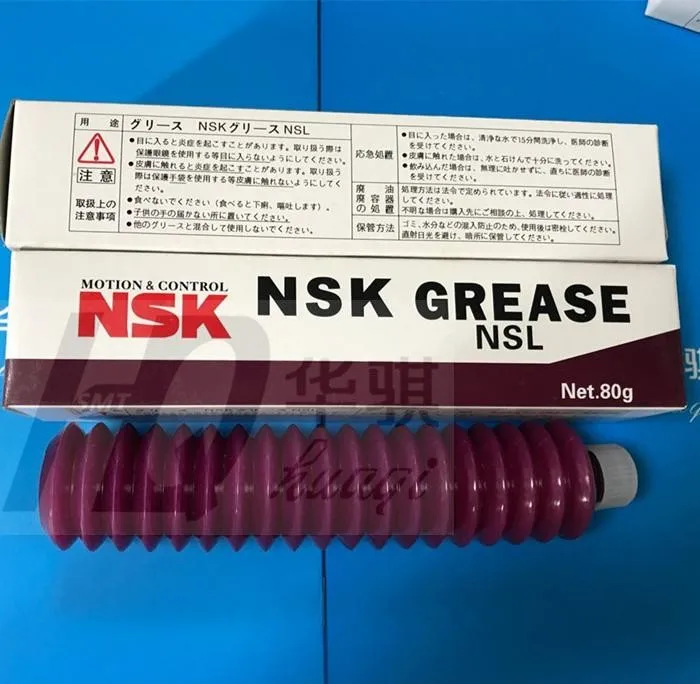 用途 グリース NSKグリースNSL
注意
取扱上の
注意事項
●目に入ると炎症を起こすことがあります。取り扱う際は
保護眼鏡を使用する等目に入らないようにしてください。
●皮膚に触れると炎症を起こすことがあります。取り扱う
際は保護手袋を使用する等皮膚に触れないようにしてください。
●食べないでください（食べると下痢、嘔吐します）。
●子供の手の届かない所に置いてください。
●他のグリースと混合して使用しないでください。
応急処置
●目に入った場合は、清浄な水で15分間洗浄し、医師の診断
を受けてください。
●皮膚に触れた場合は、水と石けんで十分に洗ってください。
●飲み込んだ場合は、無理に吐かせずに、直ちに医師の診断
を受けてください。
廃油
廃容器
の処置
処理方法は法令で定められています。法令に従い適性に処理
してください。
不明な場合は購入先にご相談の上、処理してください。
保管方法
ゴミ、水分などの混入防止のため、使用後は密栓してください。
直射日光を避け、暗所に保管してください。
MOTION & CONTROL
NSK
NSK GREASE
NSL
Net.80g
SMT
华骐
huaqi